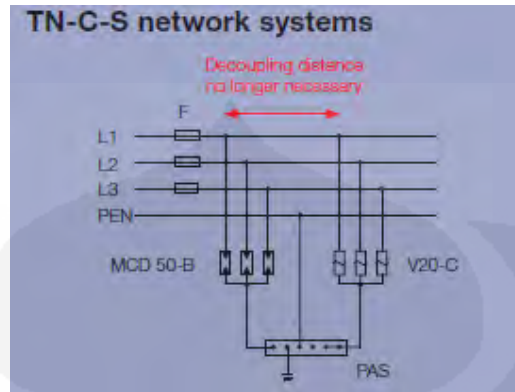 TN-C-S network systems
Decoupling distance
no longer necessary
F
L1
L2
L3
PEN
MCD 50-B
V20-C
PAS